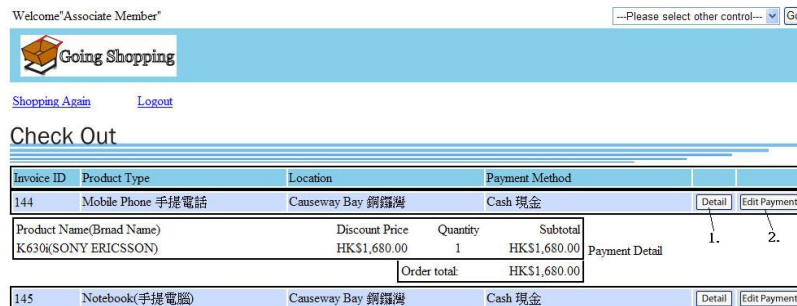 Welcome"Associate Member" ---Please select other control--- Go
Going Shopping
Shopping Again Logout
Check Out
Invoice ID Product Type Location Payment Method
144 Mobile Phone 手提電話 Causeway Bay 銅鑼灣 Cash 現金 Detail Edit Payment
Product Name(Brnad Name) Discount Price Quantity Subtotal 1. 2.
K630i(SONY ERICSSON) HK$1,680.00 1 HK$1,680.00 Payment Detail
Order total: HK$1,680.00
145 Notebook(手提電腦) Causeway Bay 銅鑼灣 Cash 現金 Detail Edit Payment